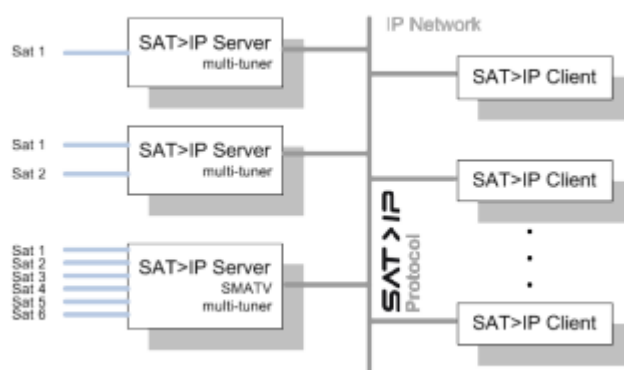 IP Network
Sat 1
SAT>IP Server
multi-tuner
SAT>IP Client
Sat 1
Sat 2
SAT>IP Server
multi-tuner
SAT>IP Client
Sat 1
Sat 2
Sat 3
Sat 4
Sat 5
Sat 6
SAT>IP Server
SMATV
multi-tuner
SAT>IP
Protocol
SAT>IP Client